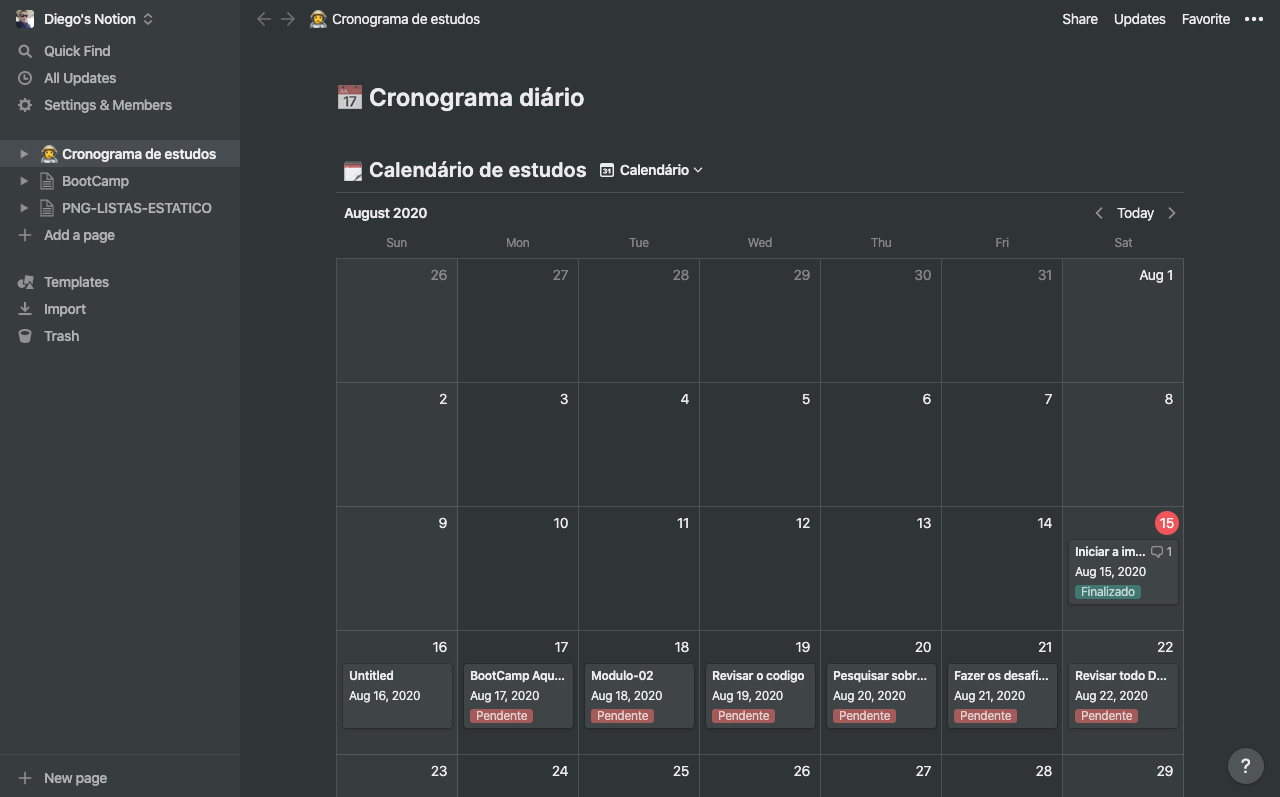 Diego's Notion
Quick Find
All Updates
Settings & Members
Cronograma de estudos
BootCamp
PNG-LISTAS-ESTATICO
Add a page
Templates
Import
Trash
New page
Cronograma de estudos
Share Updates Favorite •••
17 Cronograma diário
Calendário de estudos 31 Calendário
August 2020 Today
Sun Mon Tue Wed Thu Fri Sat
26 27 28 29 30 31 Aug 1
2 3 4 5 6 7 8
9 10 11 12 13 14 15
Iniciar a im... 1
Aug 15, 2020
Finalizado
16 17 18 19 20 21 22
Untitled BootCamp Aqu... Modulo-02 Revisar o codigo Pesquisar sobr... Fazer os desafi... Revisar todo D...
Aug 16, 2020 Aug 17, 2020 Aug 18, 2020 Aug 19, 2020 Aug 20, 2020 Aug 21, 2020 Aug 22, 2020
Pendente Pendente Pendente Pendente Pendente Pendente
23 24 25 26 27 28 29
?